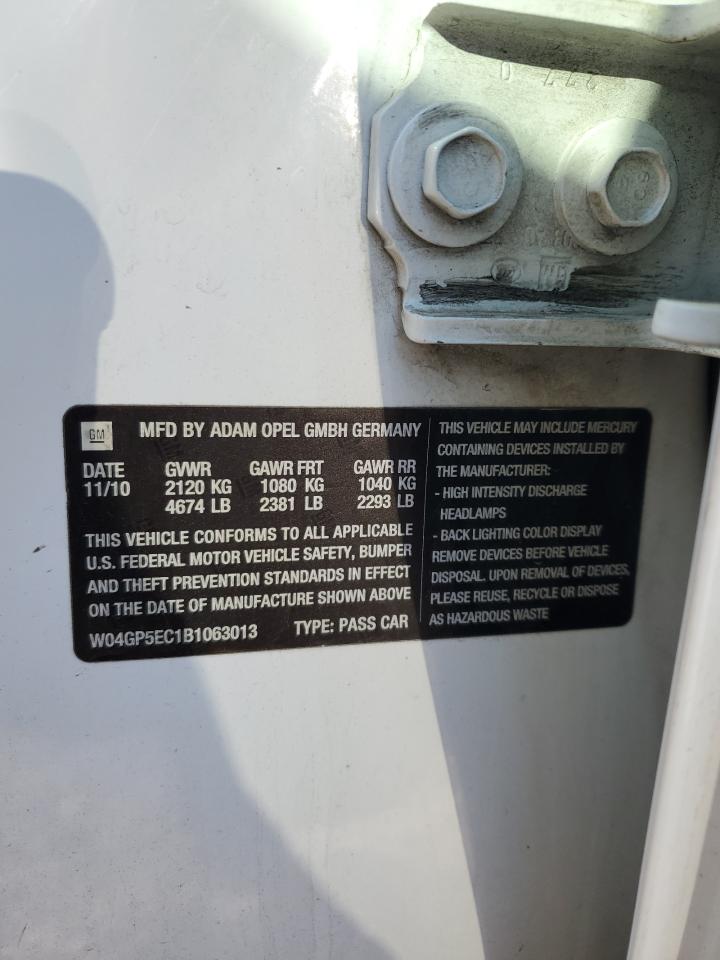 277 0
GM
MFD BY ADAM OPEL GMBH GERMANY
DATE GVWR GAWR FRT GAWR RR
11/10 2120 KG 1080 KG 1040 KG
4674 LB 2381 LB 2293 LB
THIS VEHICLE CONFORMS TO ALL APPLICABLE
U.S. FEDERAL MOTOR VEHICLE SAFETY, BUMPER
AND THEFT PREVENTION STANDARDS IN EFFECT
ON THE DATE OF MANUFACTURE SHOWN ABOVE
W04GP5EC1B1063013 TYPE: PASS CAR
THIS VEHICLE MAY INCLUDE MERCURY
CONTAINING DEVICES INSTALLED BY
THE MANUFACTURER:
- HIGH INTENSITY DISCHARGE
HEADLAMPS
- BACK LIGHTING COLOR DISPLAY
REMOVE DEVICES BEFORE VEHICLE
DISPOSAL. UPON REMOVAL OF DEVICES,
PLEASE REUSE, RECYCLE OR DISPOSE
AS HAZARDOUS WASTE